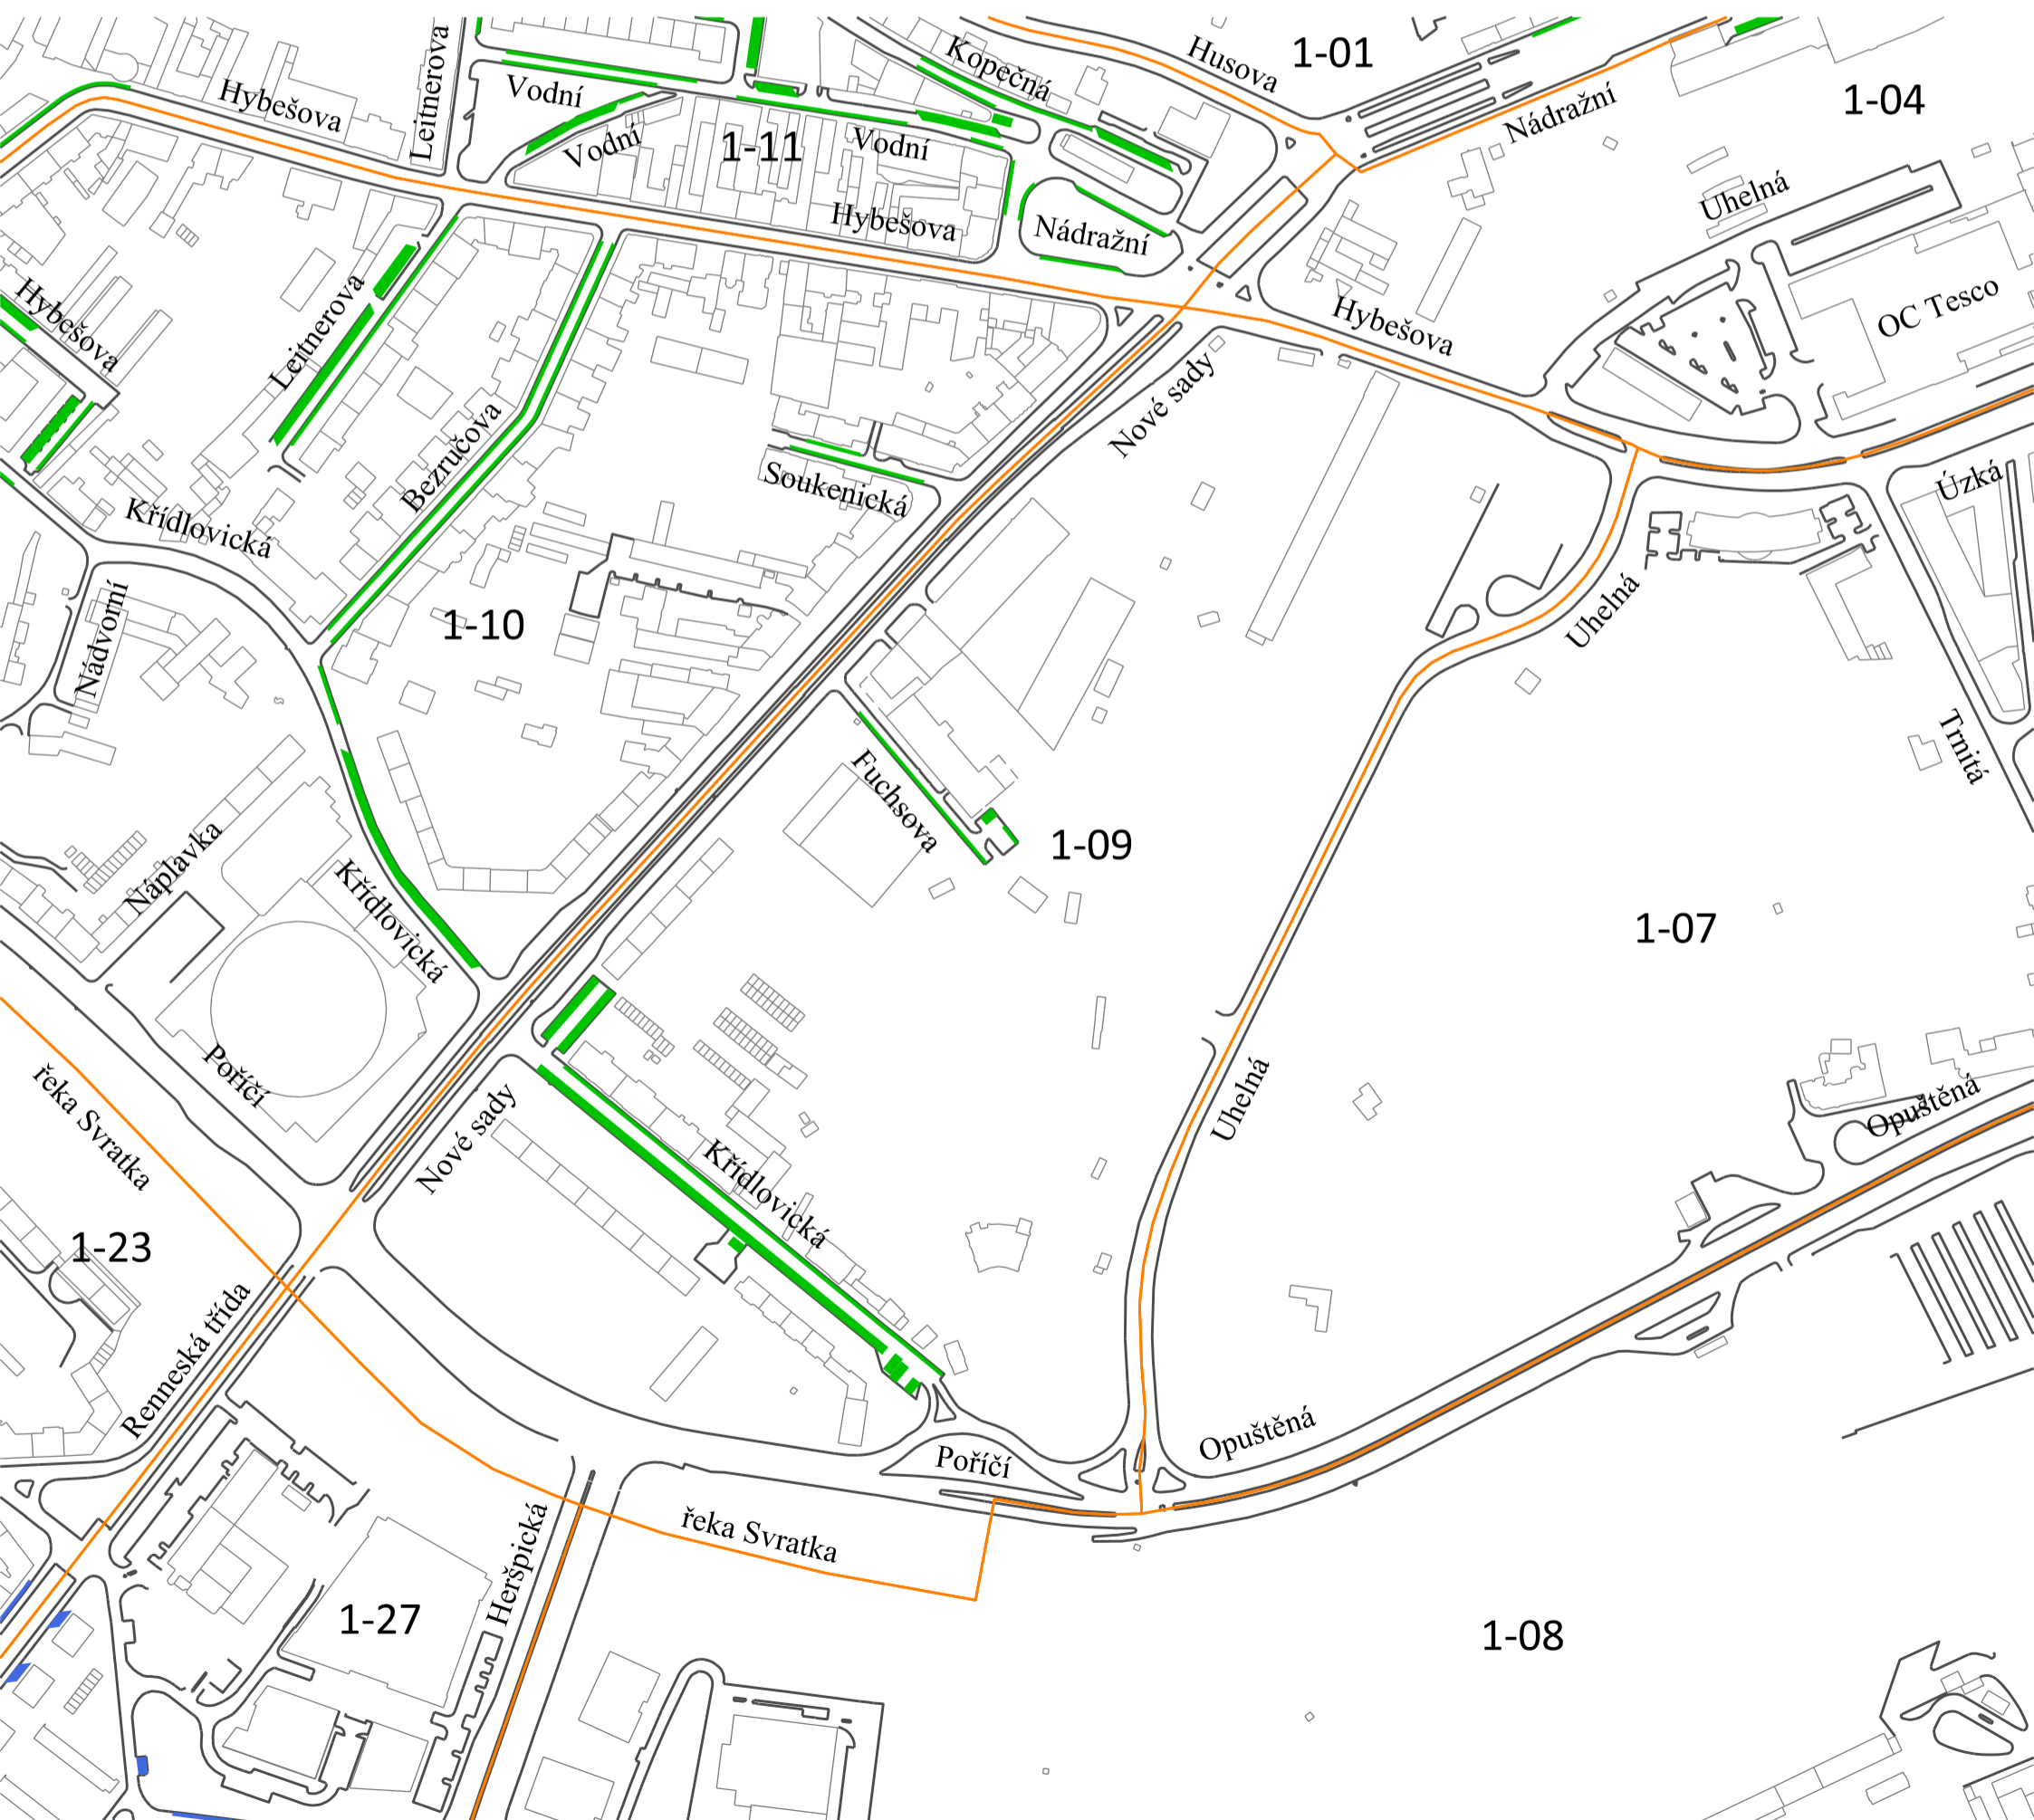 Husova
1-01
Kopečná
Leitnerova
Hybešova
Vodní
1-04
Nádražní
Vodní
1-11
Vodní
Uhelná
Hybešova
Nádražní
OC Tesco
Hybešova
Leitnerova
Hybešova
Nové sady
Bezručova
Soukenická
Úzká
Křídlovická
Uhelná
1-10
Nádvorní
Trnitá
Fuchsova
1-09
Náplavka
Křídlovická
1-07
Poříčí
řeka Svratka
Uhelná
Opuštěná
Nové sady
Křídlovická
1-23
Renneská třída
Opuštěná
Poříčí
řeka Svratka
Heršpická
1-27
1-08